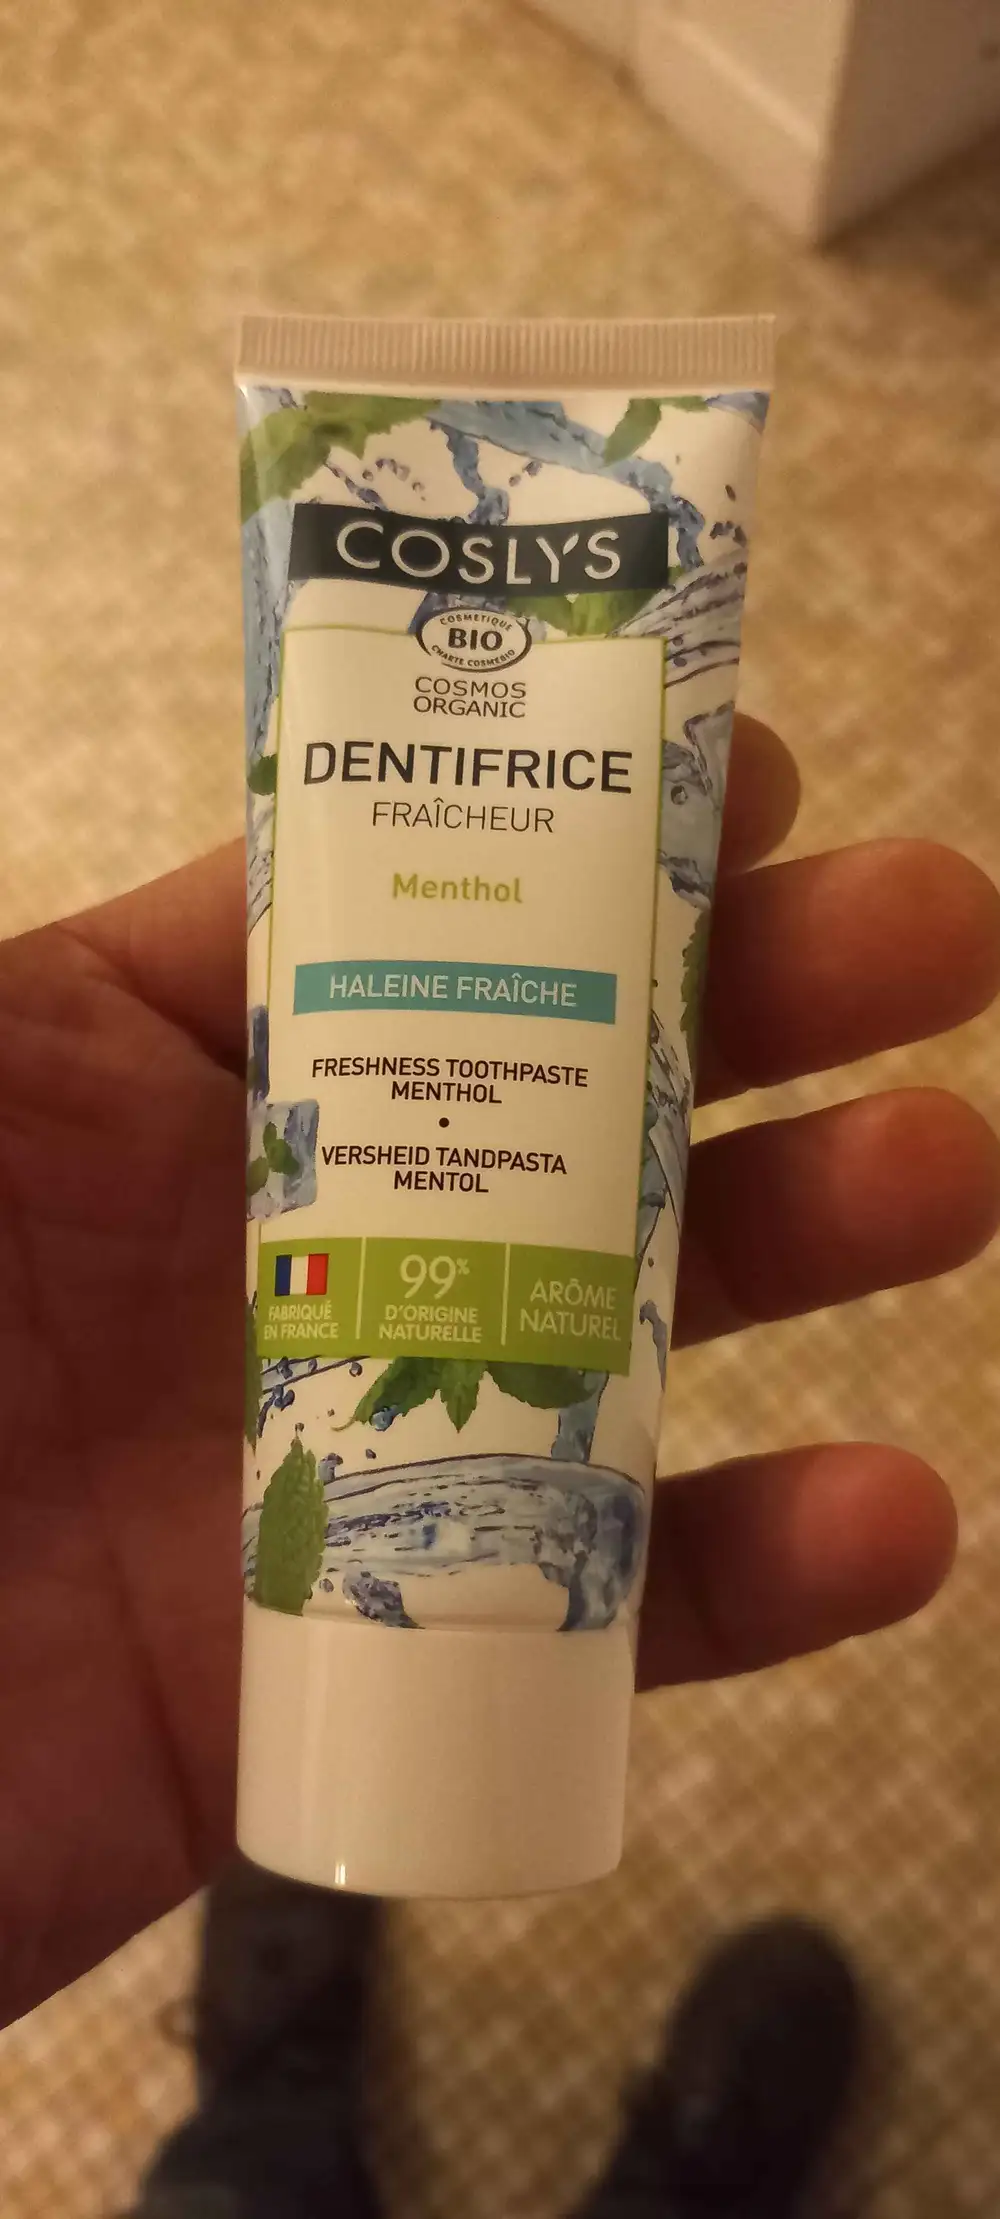 COSLY'S
COSMETIQUE
BIO
CHARTE COSMEBIO
COSMOS
ORGANIC
DENTIFRICE
FRAÎCHEUR
Menthol
HALEINE FRAÎCHE
FRESHNESS TOOTHPASTE
MENTHOL
•
VERSHEID TANDPASTA
MENTOL
FABRIQUÉ
EN FRANCE
99%
D'ORIGINE
NATURELLE
ARÔME
NATUREL